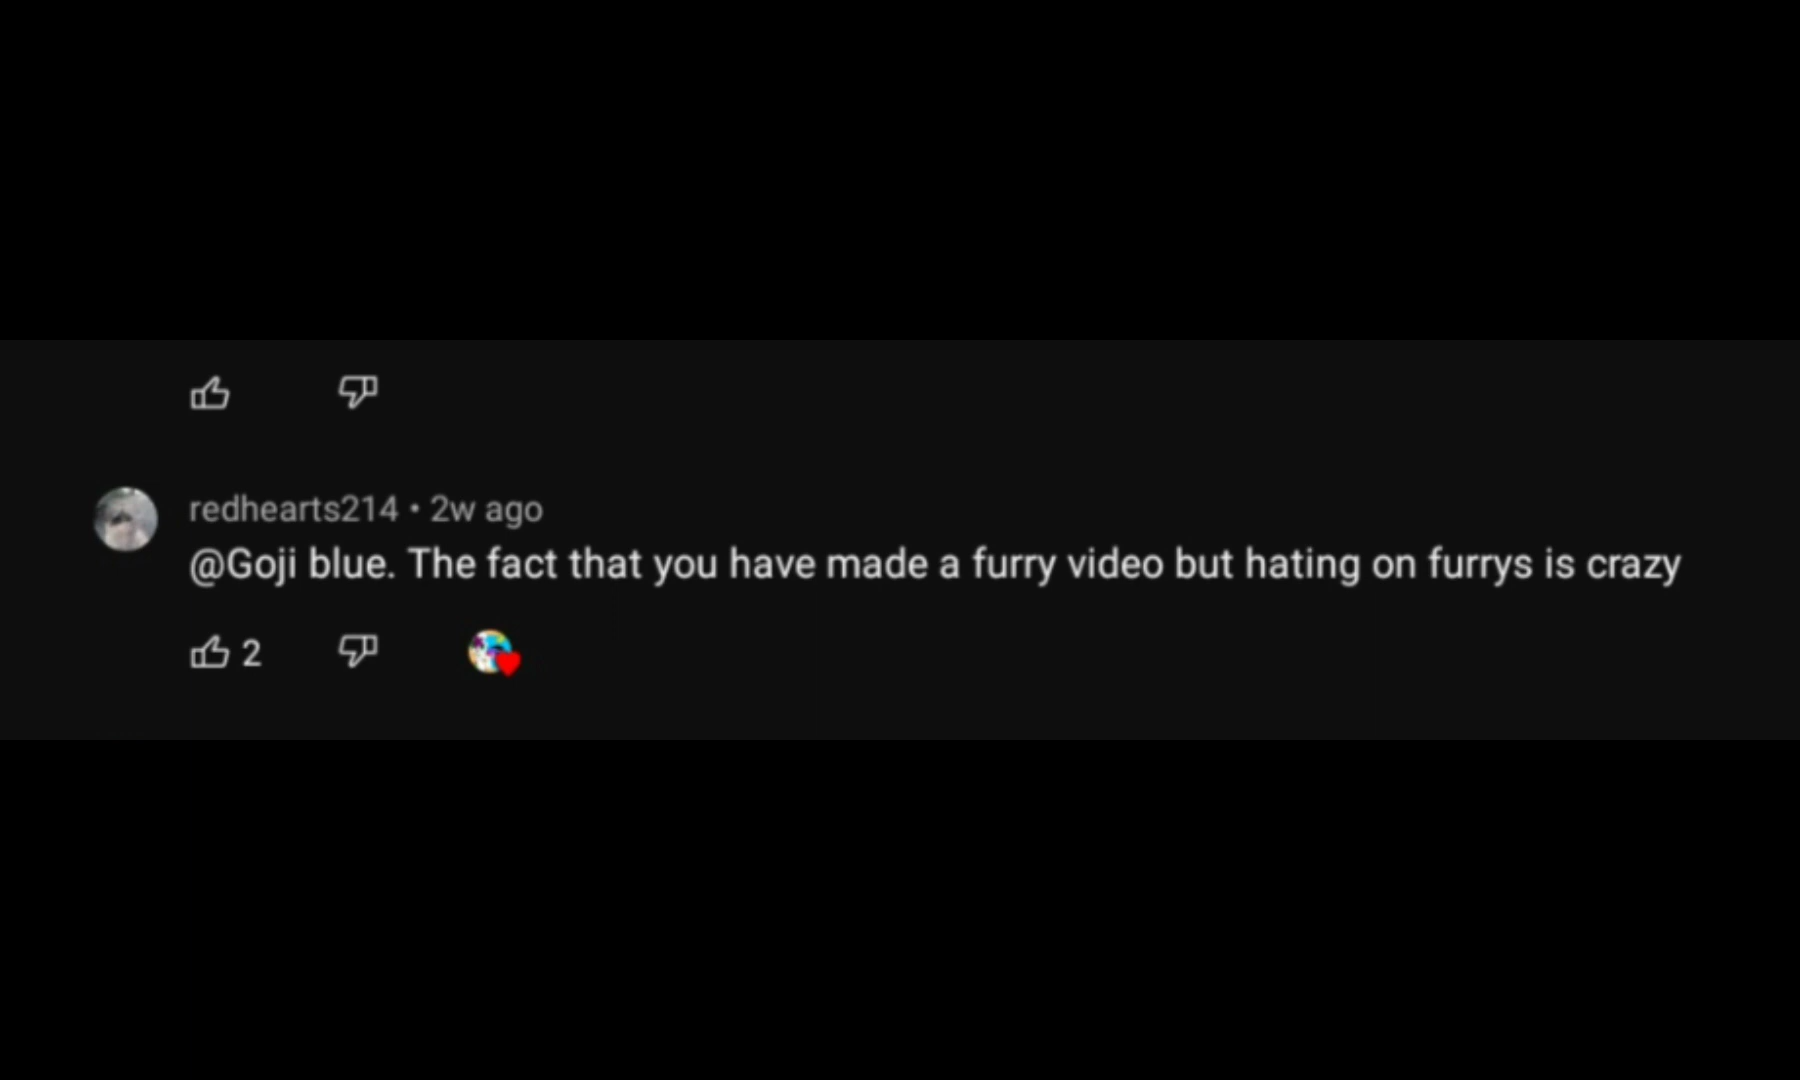 redhearts214 • 2w ago
@Goji blue. The fact that you have made a furry video but hating on furrys is crazy
2